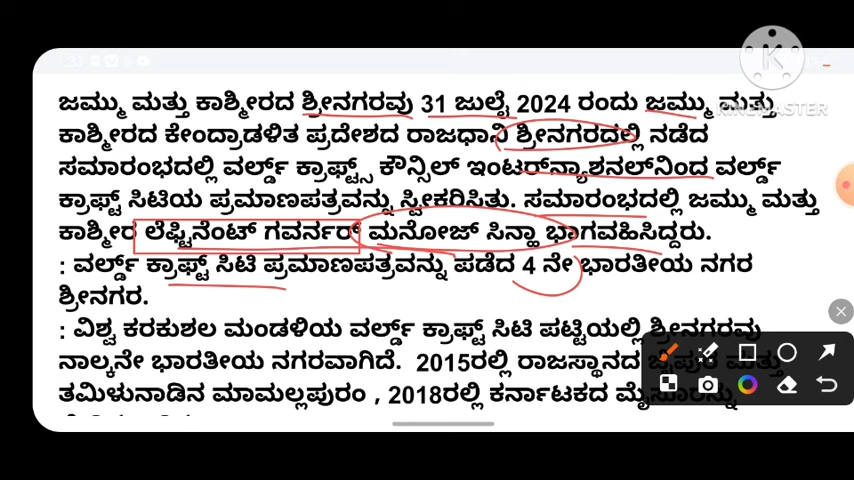 KINEMASTER
ಜಮ್ಮು ಮತ್ತು ಕಾಶ್ಮೀರದ ಶ್ರೀನಗರವು 31 ಜುಲೈ 2024 ರಂದು ಜಮ್ಮು ಮತ್ತು
ಕಾಶ್ಮೀರದ ಕೇಂದ್ರಾಡಳಿತ ಪ್ರದೇಶದ ರಾಜಧಾನಿ ಶ್ರೀನಗರದಲ್ಲಿ ನಡೆದ
ಸಮಾರಂಭದಲ್ಲಿ ವರ್ಲ್ಡ್ ಕ್ರಾಫ್ಟ್ಸ್ ಕೌನ್ಸಿಲ್ ಇಂಟರ್‌ನ್ಯಾಶನಲ್‌ನಿಂದ ವರ್ಲ್ಡ್
ಕ್ರಾಫ್ಟ್ ಸಿಟಿಯ ಪ್ರಮಾಣಪತ್ರವನ್ನು ಸ್ವೀಕರಿಸಿತು. ಸಮಾರಂಭದಲ್ಲಿ ಜಮ್ಮು ಮತ್ತು
ಕಾಶ್ಮೀರ ಲೆಫ್ಟಿನೆಂಟ್ ಗವರ್ನರ್ ಮನೋಜ್ ಸಿನ್ಹಾ ಭಾಗವಹಿಸಿದ್ದರು.
: ವರ್ಲ್ಡ್ ಕ್ರಾಫ್ಟ್ ಸಿಟಿ ಪ್ರಮಾಣಪತ್ರವನ್ನು ಪಡೆದ 4 ನೇ ಭಾರತೀಯ ನಗರ
ಶ್ರೀನಗರ.
: ವಿಶ್ವ ಕರಕುಶಲ ಮಂಡಳಿಯ ವರ್ಲ್ಡ್ ಕ್ರಾಫ್ಟ್ ಸಿಟಿ ಪಟ್ಟಿಯಲ್ಲಿ ಶ್ರೀನಗರವು
ನಾಲ್ಕನೇ ಭಾರತೀಯ ನಗರವಾಗಿದೆ. 2015ರಲ್ಲಿ ರಾಜಸ್ಥಾನದ ಜೈಪುರ ಮತ್ತು
ತಮಿಳುನಾಡಿನ ಮಾಮಲ್ಲಪುರಂ , 2018ರಲ್ಲಿ ಕರ್ನಾಟಕದ ಮೈಸೂರನ್ನು